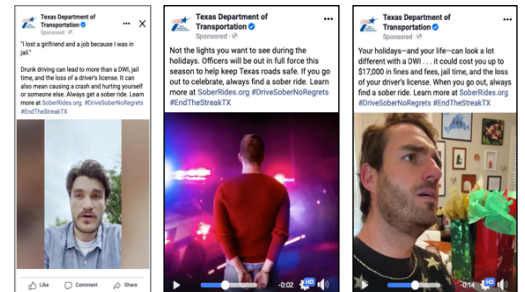 Texas Department of
Transportation
Sponsored
"I lost a girlfriend and a job because I was in
jail."
Drunk driving can lead to more than a DWI, jail
time, and the loss of a driver's license. It can
also mean causing a crash and hurting yourself
or someone else. Always get a sober ride. Learn
more at SoberRides.org #DriveSoberNoRegrets
#EndTheStreakTX
Like Comment Share
Texas Department of
Transportation
Sponsored
Not the lights you want to see during the
holidays. Officers will be out in full force this
season to help keep Texas roads safe. If you go
out to celebrate, always find a sober ride. Learn
more at SoberRides.org #DriveSoberNoRegrets
#EndTheStreakTX
-0:02 HD
Texas Department of
Transportation
Sponsored
Your holidays—and your life—can look a lot
different with a DWI . . . it could cost you up to
$17,000 in fines and fees, jail time, and the loss
of your driver's license. When you go out, always
find a sober ride. Learn more at SoberRides.org
#DriveSoberNoRegrets #EndTheStreakTX
-0:14 HD